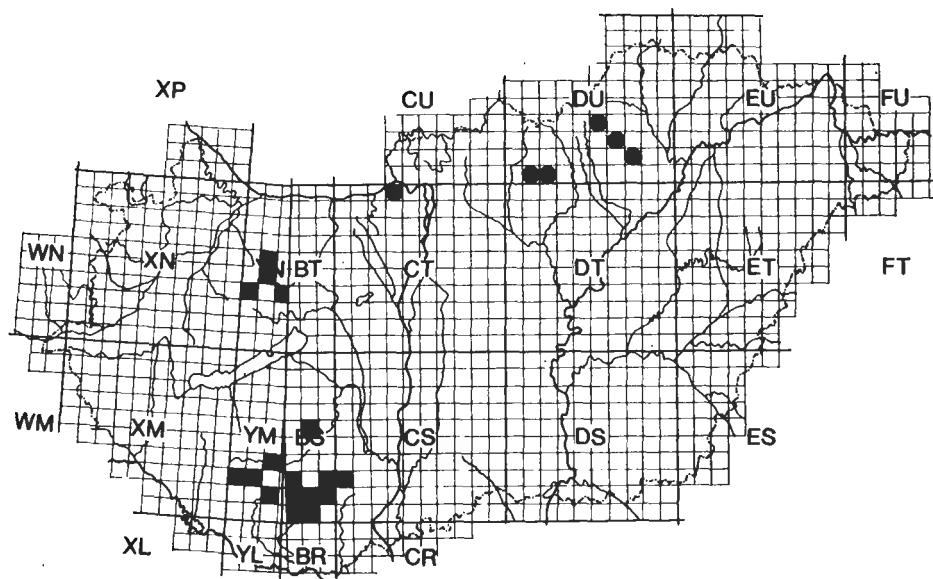 XP CU DU EU FU
WN XN YN BT CT DT ET FT
WM XM YM BS CS DS ES
XL YL BR CR